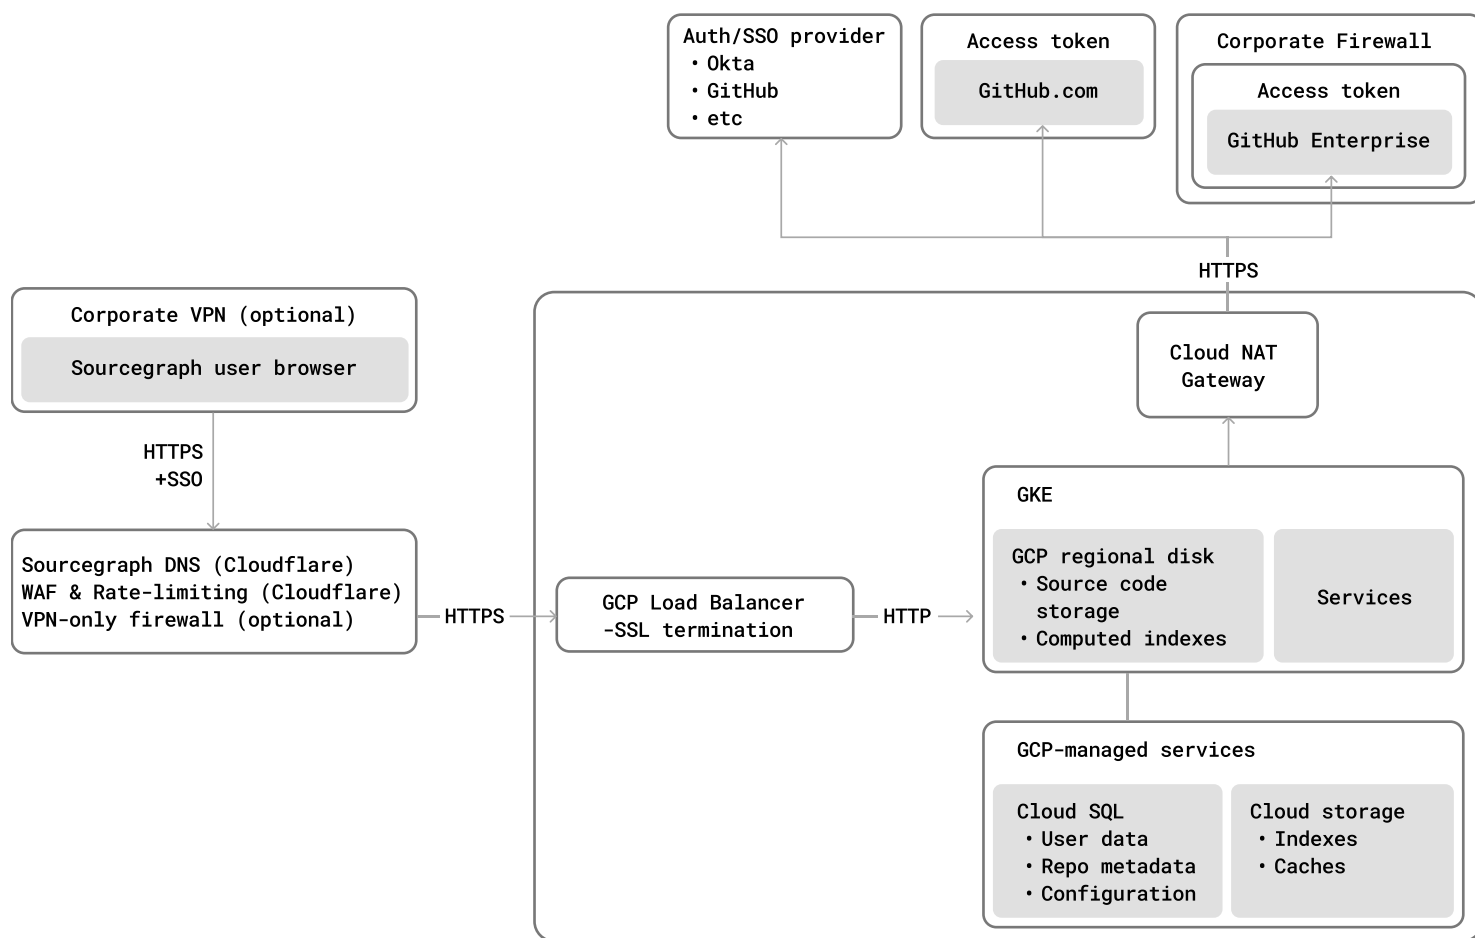 Auth/SSO provider
• Okta
• GitHub
• etc
Access token
GitHub.com
Corporate Firewall
Access token
GitHub Enterprise
HTTPS
Corporate VPN (optional)
Sourcegraph user browser
HTTPS
+SSO
Sourcegraph DNS (Cloudflare)
WAF & Rate-limiting (Cloudflare)
VPN-only firewall (optional)
HTTPS
GCP Load Balancer
-SSL termination
HTTP
Cloud NAT
Gateway
GKE
GCP regional disk
• Source code
storage
• Computed indexes
Services
GCP-managed services
Cloud SQL
• User data
• Repo metadata
• Configuration
Cloud storage
• Indexes
• Caches